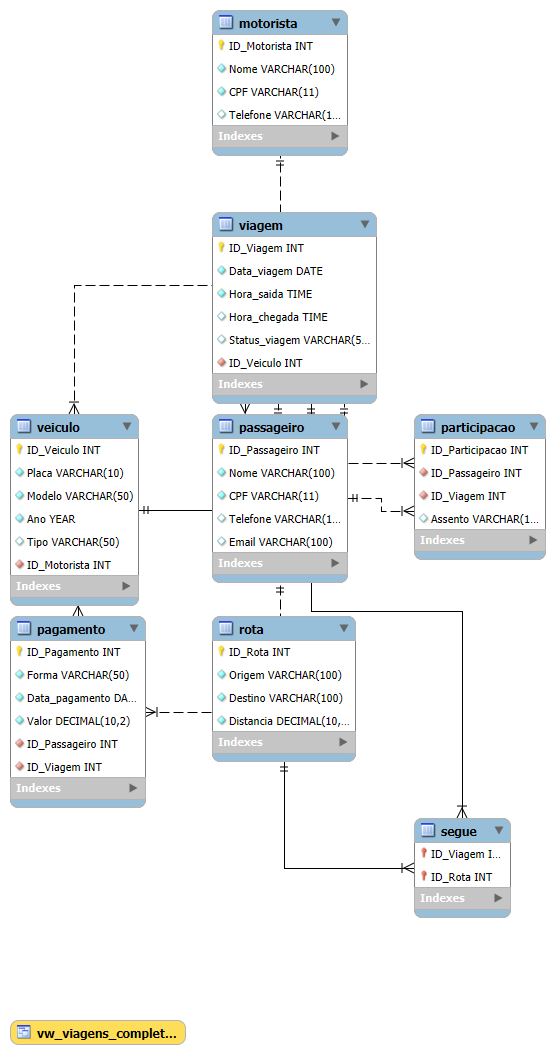 motorista
ID_Motorista INT
Nome VARCHAR(100)
CPF VARCHAR(11)
Telefone VARCHAR(1...
Indexes
viagem
ID_Viagem INT
Data_viagem DATE
Hora_saida TIME
Hora_chegada TIME
Status_viagem VARCHAR(5...
ID_Veiculo INT
Indexes
veiculo
ID_Veiculo INT
Placa VARCHAR(10)
Modelo VARCHAR(50)
Ano YEAR
Tipo VARCHAR(50)
ID_Motorista INT
Indexes
passageiro
ID_Passageiro INT
Nome VARCHAR(100)
CPF VARCHAR(11)
Telefone VARCHAR(1...
Email VARCHAR(100)
Indexes
participacao
ID_Participacao INT
ID_Passageiro INT
ID_Viagem INT
Assento VARCHAR(1...
Indexes
pagamento
ID_Pagamento INT
Forma VARCHAR(50)
Data_pagamento DA...
Valor DECIMAL(10,2)
ID_Passageiro INT
ID_Viagem INT
Indexes
rota
ID_Rota INT
Origem VARCHAR(100)
Destino VARCHAR(100)
Distancia DECIMAL(10,...
Indexes
segue
ID_Viagem I...
ID_Rota INT
Indexes
vw_viagens_complet...